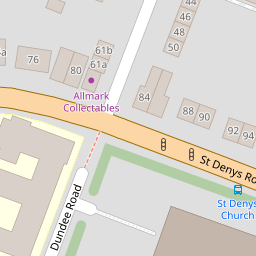 46
44
48
50
61b
61a
76
80
Allmark
Collectables
84
88
90
92
94
St Denys Ro
St Denys
Church
Dundee Road